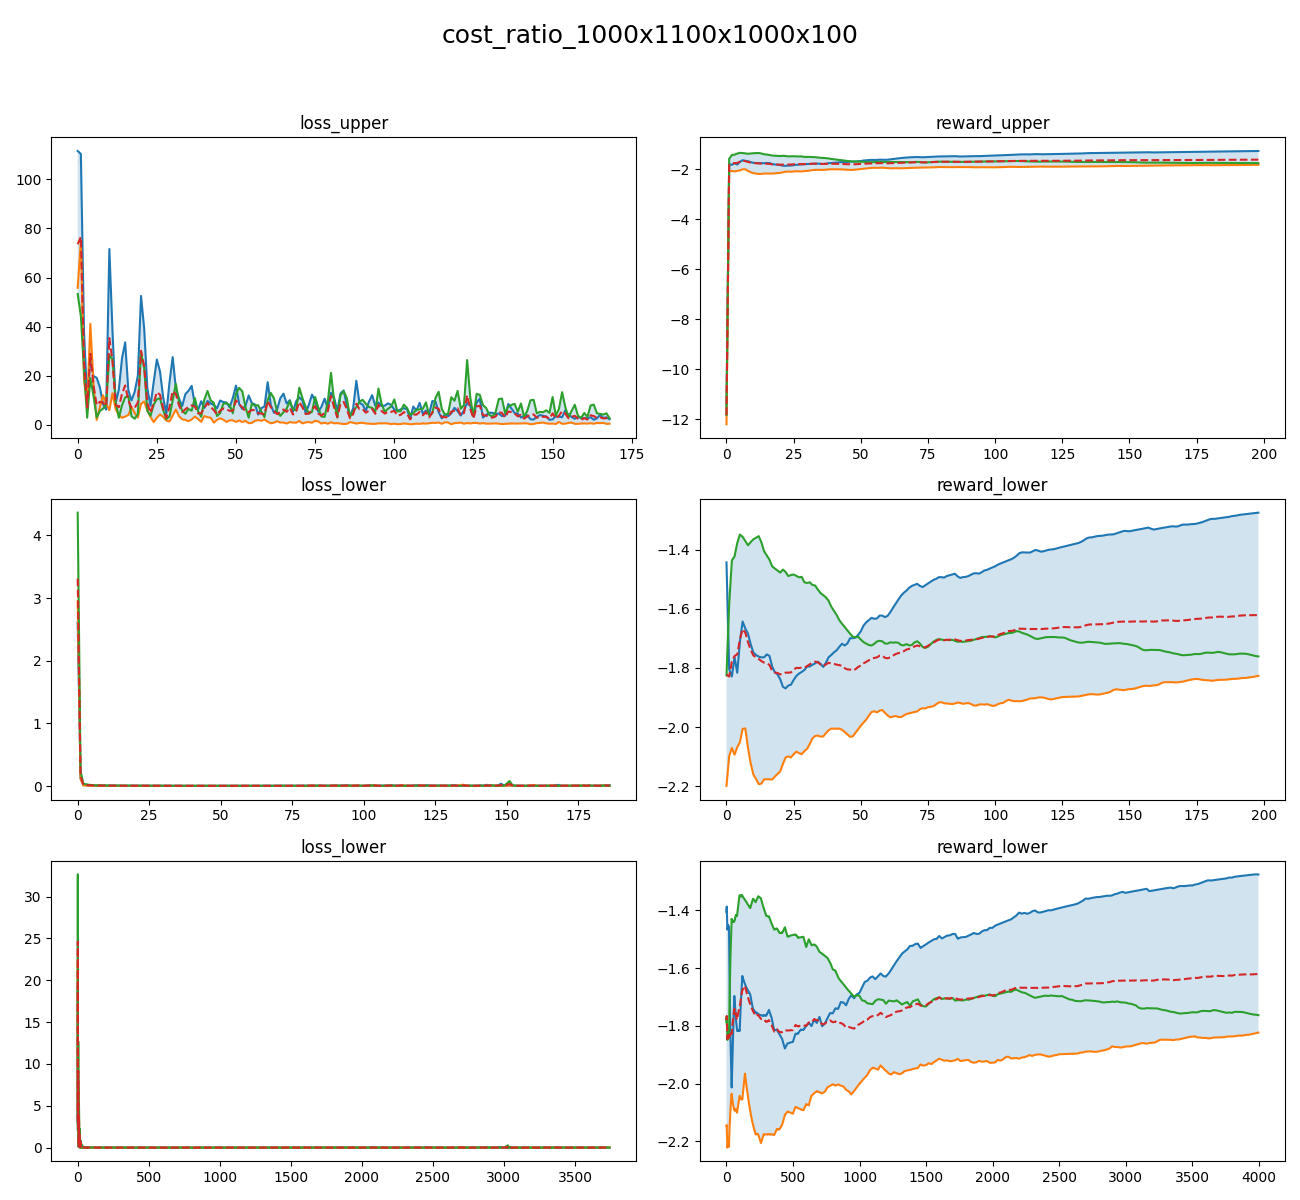 cost_ratio_1000x1100x1000x100
loss_upper
reward_upper
100
80
60
40
20
0
0 25 50 75 100 125 150 175
−2
−4
−6
−8
−10
−12
0 25 50 75 100 125 150 175 200
loss_lower
reward_lower
4
3
2
1
0
0 25 50 75 100 125 150 175
−1.4
−1.6
−1.8
−2.0
−2.2
0 25 50 75 100 125 150 175 200
loss_lower
reward_lower
30
25
20
15
10
5
0
0 500 1000 1500 2000 2500 3000 3500
−1.4
−1.6
−1.8
−2.0
−2.2
0 500 1000 1500 2000 2500 3000 3500 4000